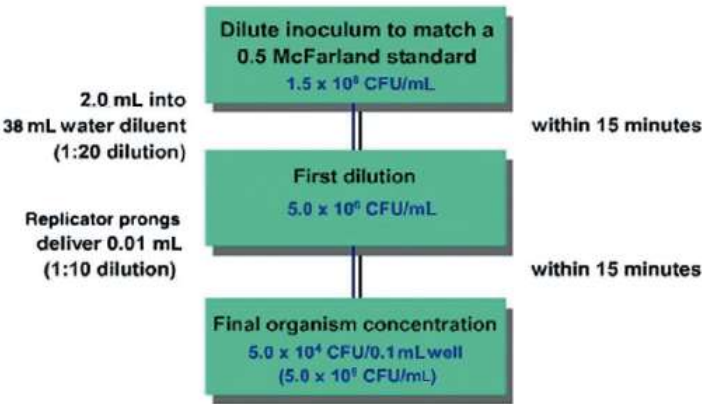 Dilute inoculum to match a
0.5 McFarland standard
1.5 x 10⁸ CFU/mL
2.0 mL into
38 mL water diluent
(1:20 dilution)
within 15 minutes
First dilution
5.0 x 10⁶ CFU/mL
Replicator prongs
deliver 0.01 mL
(1:10 dilution)
within 15 minutes
Final organism concentration
5.0 x 10⁴ CFU/0.1 mL well
(5.0 x 10⁵ CFU/mL)